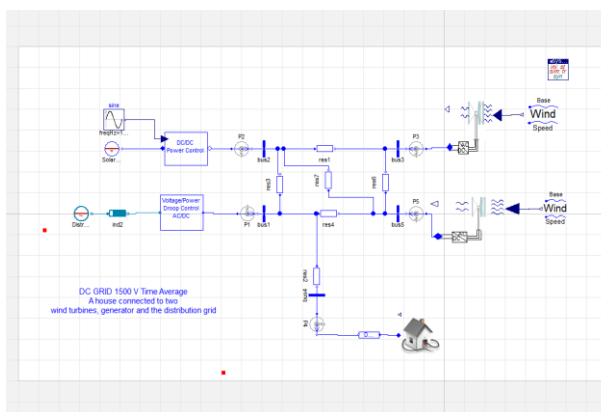 Base
Wind
Speed
sine
freqHz=1...
DC/DC
Power Control
Solar...
P2
bus2
res1
P3
bus3
res3
res7
res6
Voltage/Power
Droop Control
AC/DC
Distr...
ind2
P1
bus1
res4
P5
bus5
Base
Wind
Speed
res2
bus4
P4
DC GRID 1500 V Time Average
A house connected to two
wind turbines, generator and the distribution grid